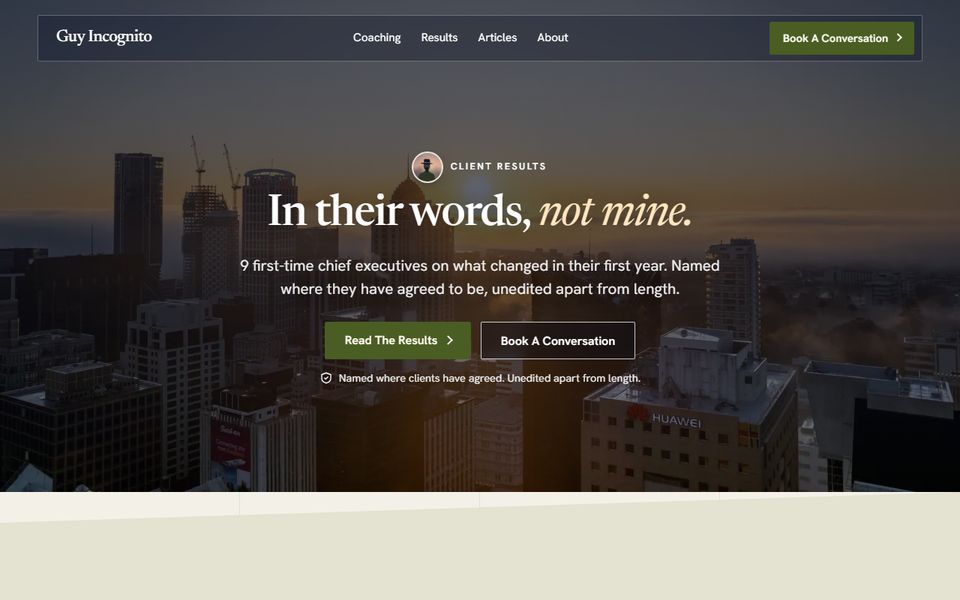 Guy Incognito
Coaching
Results
Articles
About
Book A Conversation
CLIENT RESULTS
In their words, not mine.
9 first-time chief executives on what changed in their first year. Named
where they have agreed to be, unedited apart from length.
Read The Results
Book A Conversation
Named where clients have agreed. Unedited apart from length.
HUAWEI